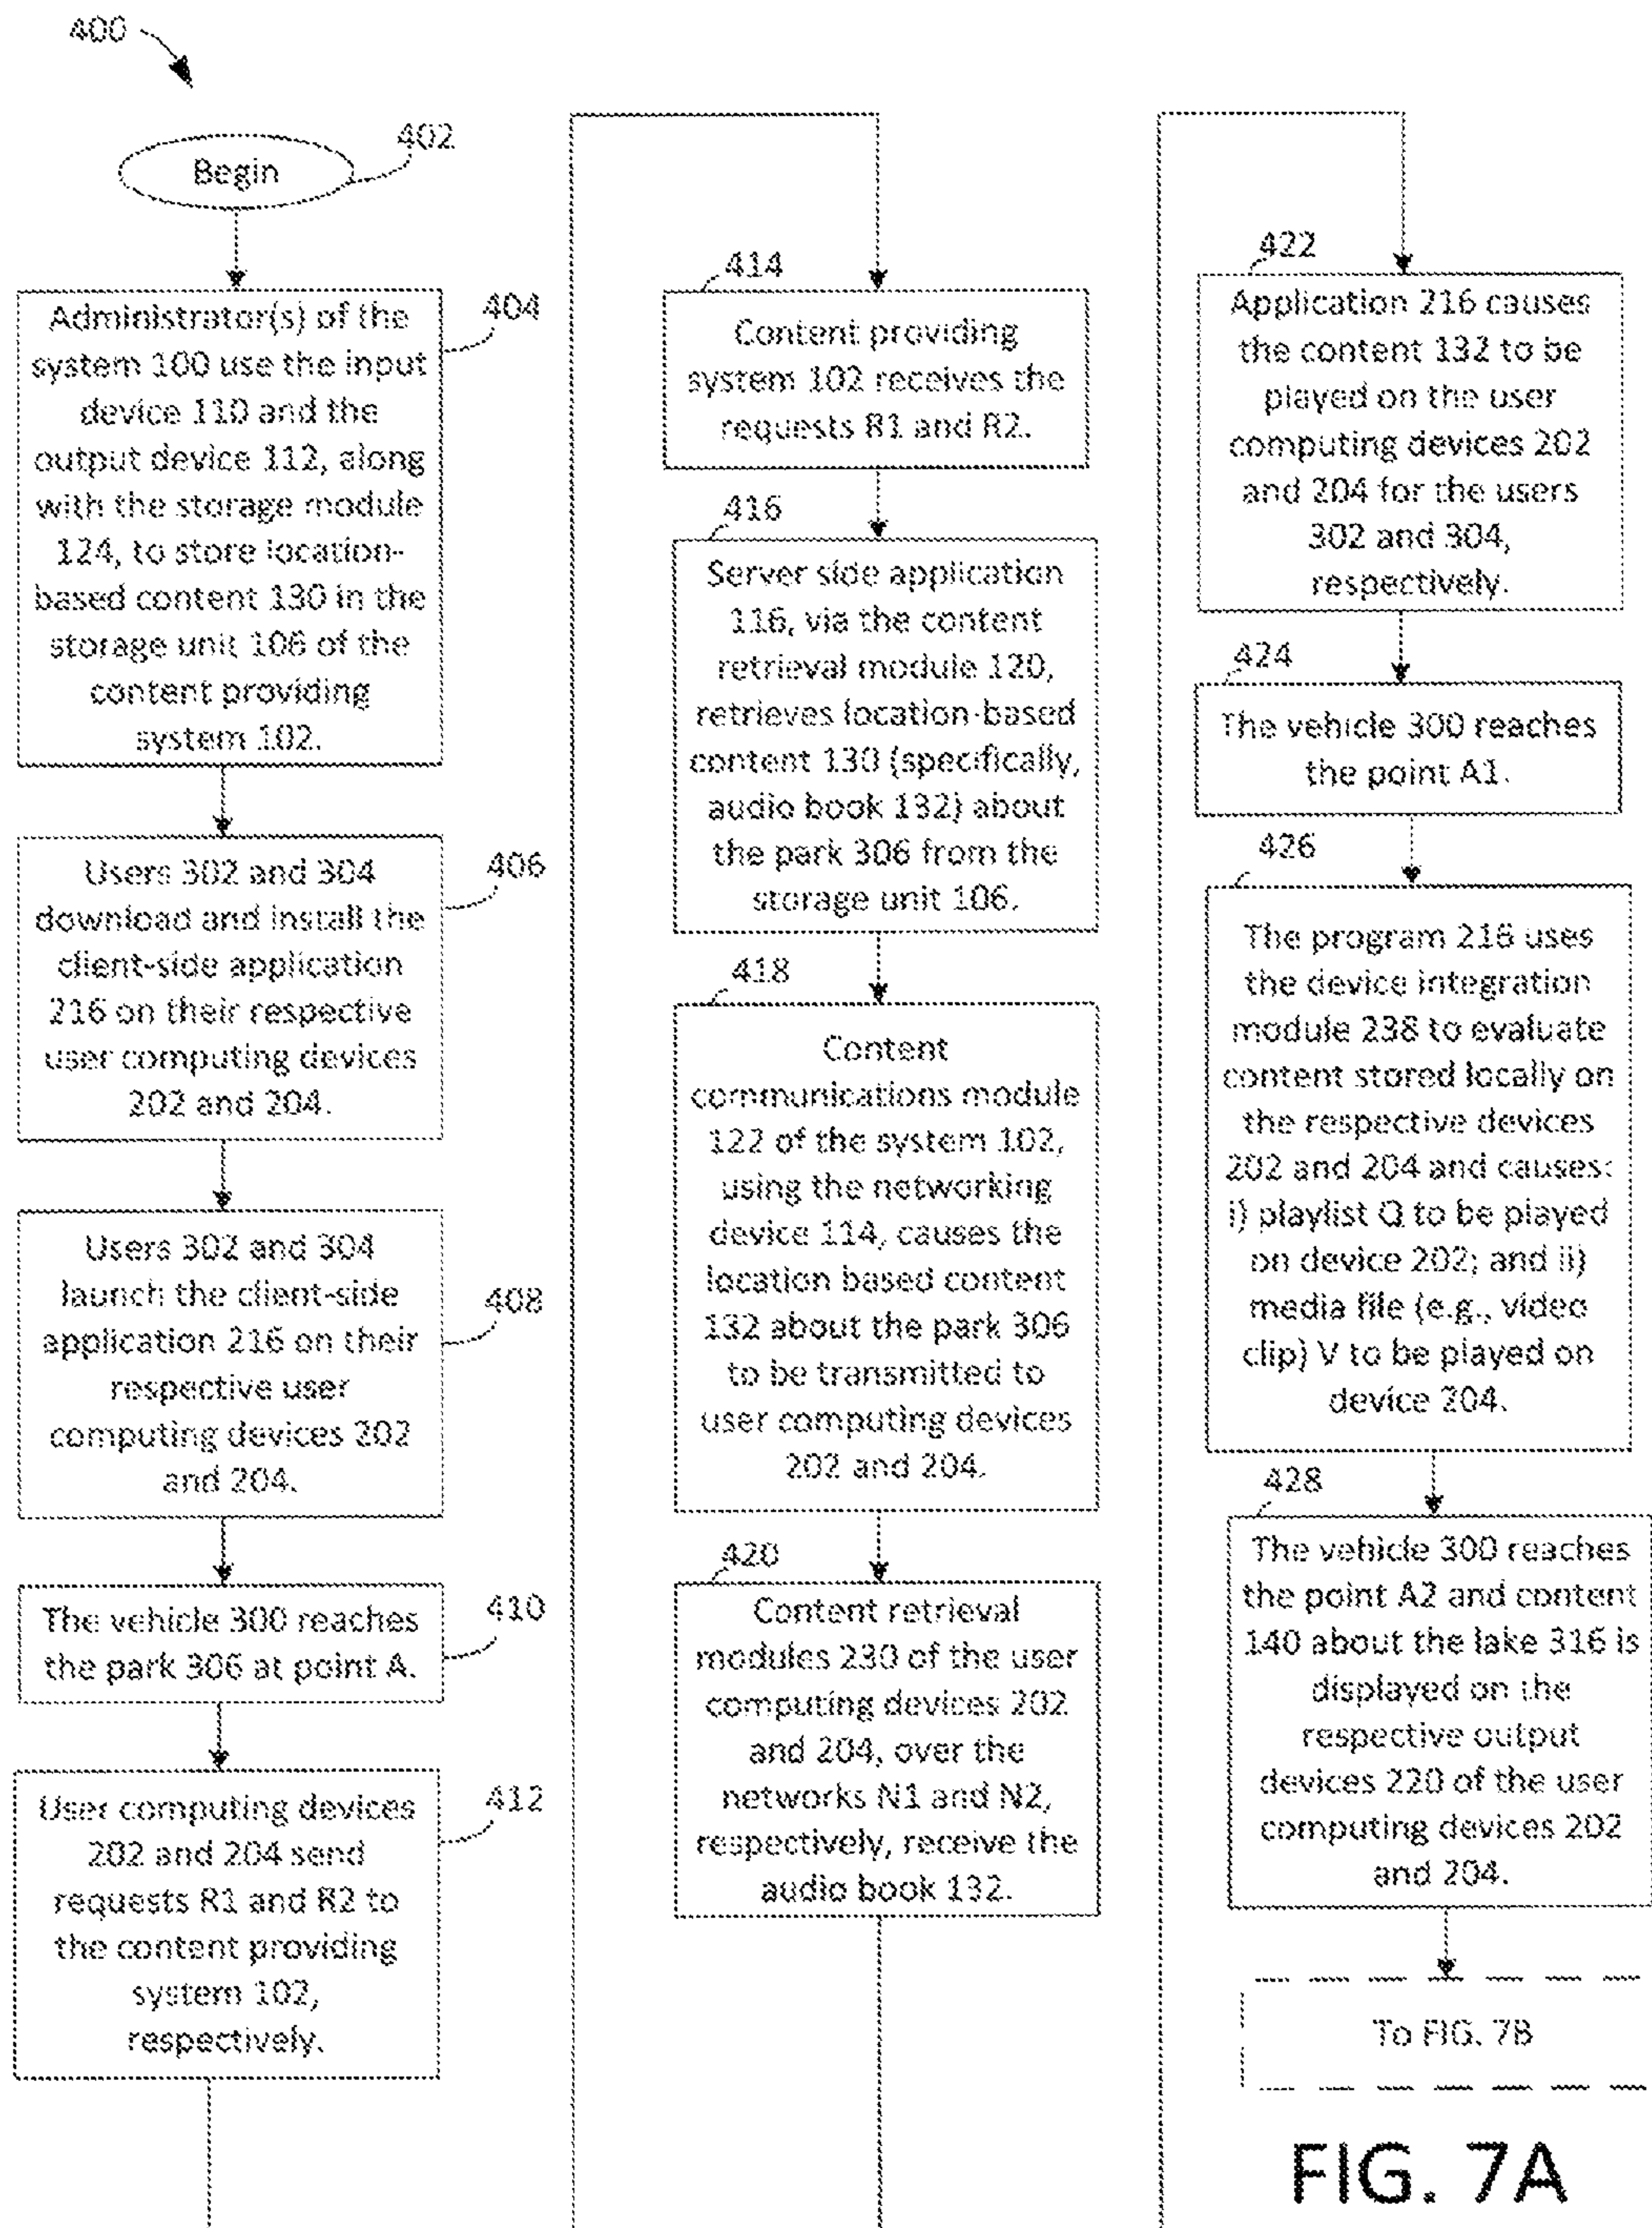 400
402
Begin
404
Administrator(s) of the
system 100 use the input
device 110 and the
output device 112, along
with the storage module
124, to store location-
based content 130 in the
storage unit 106 of the
content providing
system 102.
406
Users 302 and 304
download and install the
client-side application
216 on their respective
user computing devices
202 and 204.
408
Users 302 and 304
launch the client-side
application 216 on their
respective user
computing devices 202
and 204.
410
The vehicle 300 reaches
the park 306 at point A.
412
User computing devices
202 and 204 send
requests R1 and R2 to
the content providing
system 102,
respectively.
414
Content providing
system 102 receives the
requests R1 and R2.
416
Server side application
116, via the content
retrieval module 120,
retrieves location-based
content 130 (specifically,
audio book 132) about
the park 306 from the
storage unit 106.
418
Content
communications module
122 of the system 102,
using the networking
device 114, causes the
location based content
132 about the park 306
to be transmitted to
user computing devices
202 and 204.
420
Content retrieval
modules 230 of the user
computing devices 202
and 204, over the
networks N1 and N2,
respectively, receive the
audio book 132.
422
Application 216 causes
the content 132 to be
played on the user
computing devices 202
and 204 for the users
302 and 304,
respectively.
424
The vehicle 300 reaches
the point A1.
426
The program 216 uses
the device integration
module 238 to evaluate
content stored locally on
the respective devices
202 and 204 and causes:
i) playlist Q to be played
on device 202; and ii)
media file (e.g., video
clip) V to be played on
device 204.
428
The vehicle 300 reaches
the point A2 and content
140 about the lake 316 is
displayed on the
respective output
devices 220 of the user
computing devices 202
and 204.
To FIG. 7B
FIG. 7A